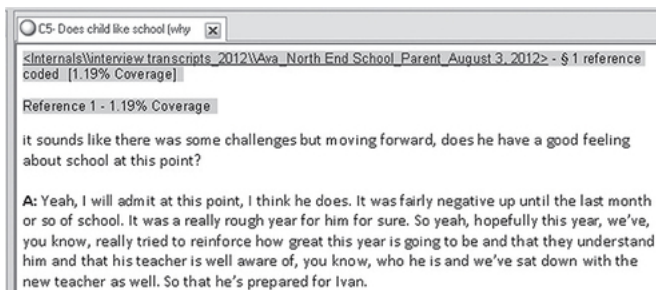 C5- Does child like school (why
<Internals\\interview transcripts_2012\\Ava_North End School_Parent_August 3, 2012> - § 1 reference
coded [1.19% Coverage]
Reference 1 - 1.19% Coverage
it sounds like there was some challenges but moving forward, does he have a good feeling
about school at this point?
A: Yeah, I will admit at this point, I think he does. It was fairly negative up until the last month
or so of school. It was a really rough year for him for sure. So yeah, hopefully this year, we've,
you know, really tried to reinforce how great this year is going to be and that they understand
him and that his teacher is well aware of, you know, who he is and we've sat down with the
new teacher as well. So that he's prepared for Ivan.